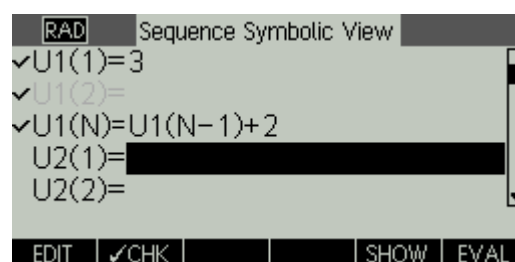 RAD Sequence Symbolic View
✓U1(1)=3
✓U1(2)=
✓U1(N)=U1(N-1)+2
U2(1)=
U2(2)=
EDIT ✓CHK SHOW EVAL